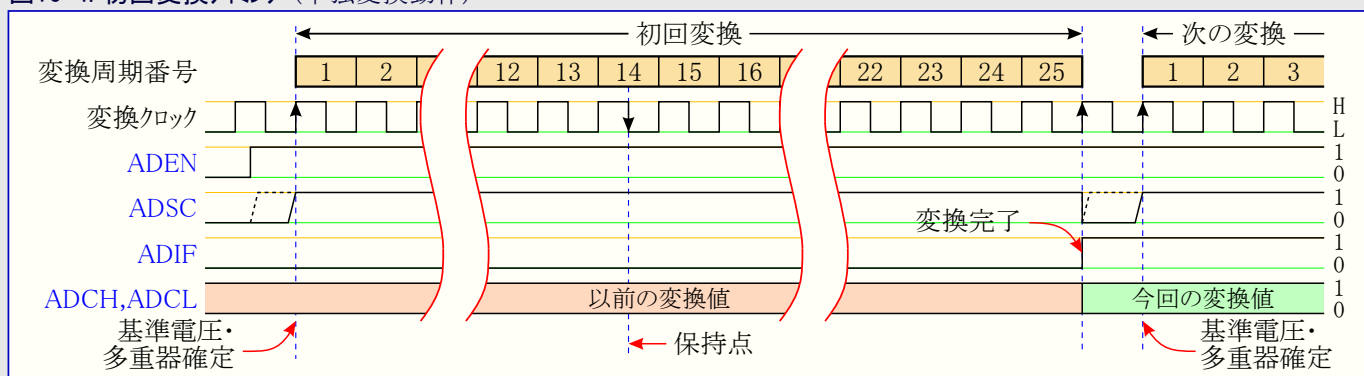 初回変換
次の変換
変換周期番号
1 2 12 13 14 15 16 22 23 24 25 1 2 3
変換クロック
H
L
ADEN
1
0
ADSC
1
0
変換完了
ADIF
1
0
ADCH,ADCL
以前の変換値
今回の変換値
1
0
基準電圧・
多重器確定
保持点
基準電圧・
多重器確定